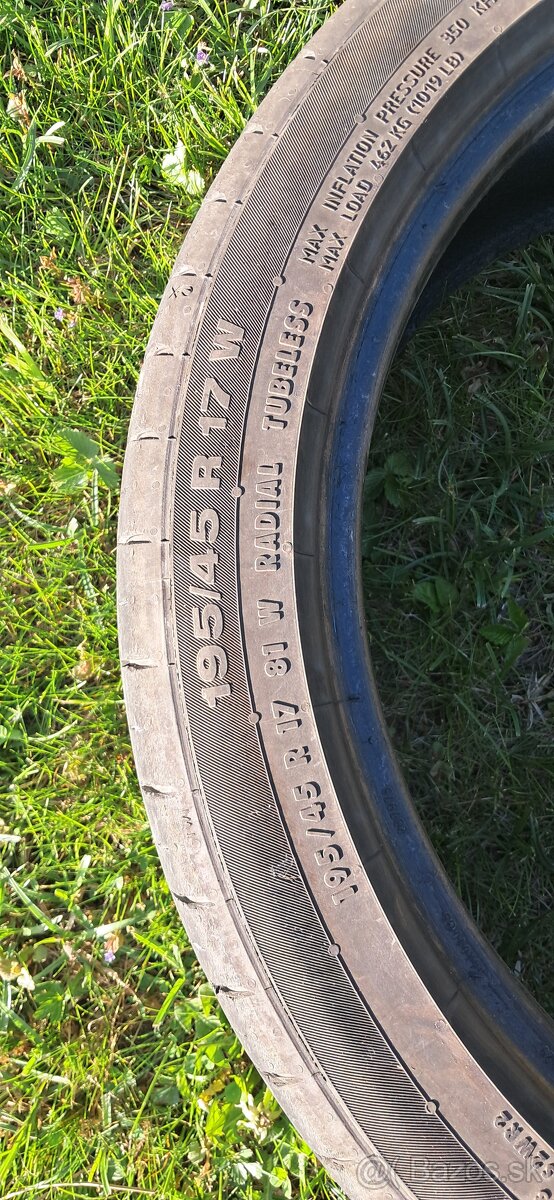 195/45 R 17 W
195/45 R 17 81 W RADIAL TUBELESS
MAX INFLATION PRESSURE 350
MAX LOAD 462 KG (1019 LB)
Bazos.sk